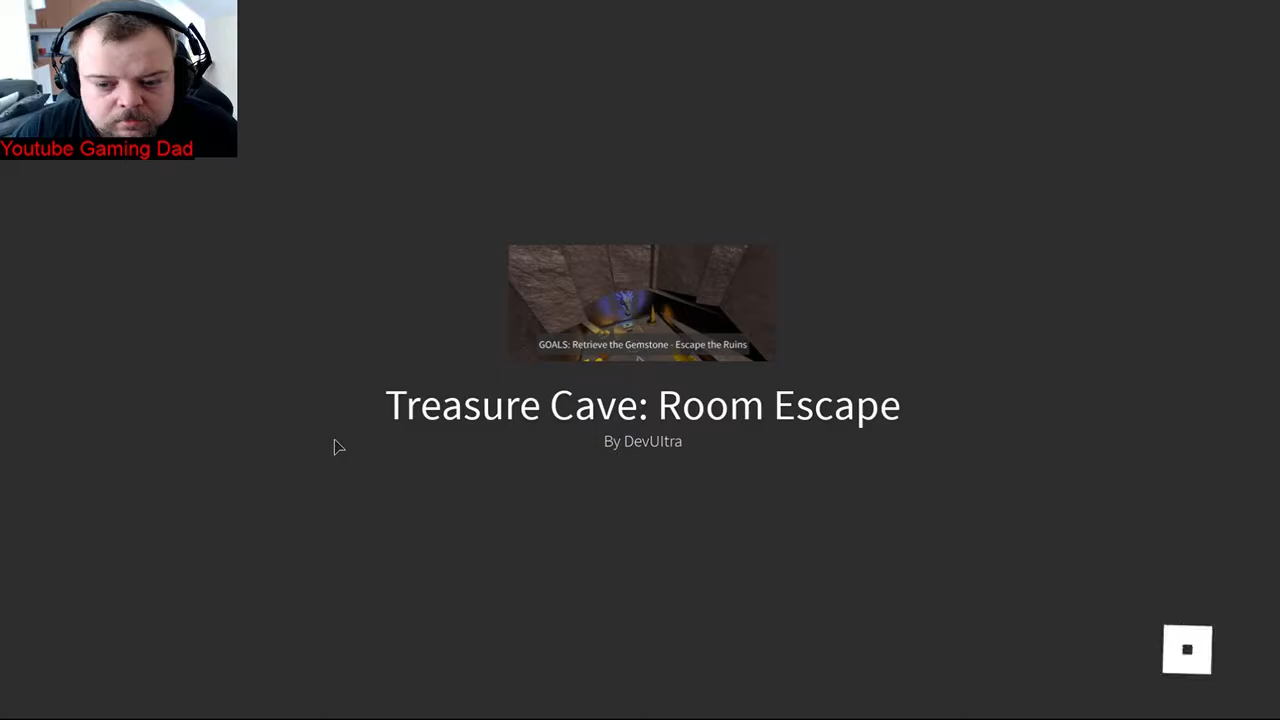 Youtube Gaming Dad
GOALS: Retrieve the Gemstone - Escape the Ruins
Treasure Cave: Room Escape
By DevUltra